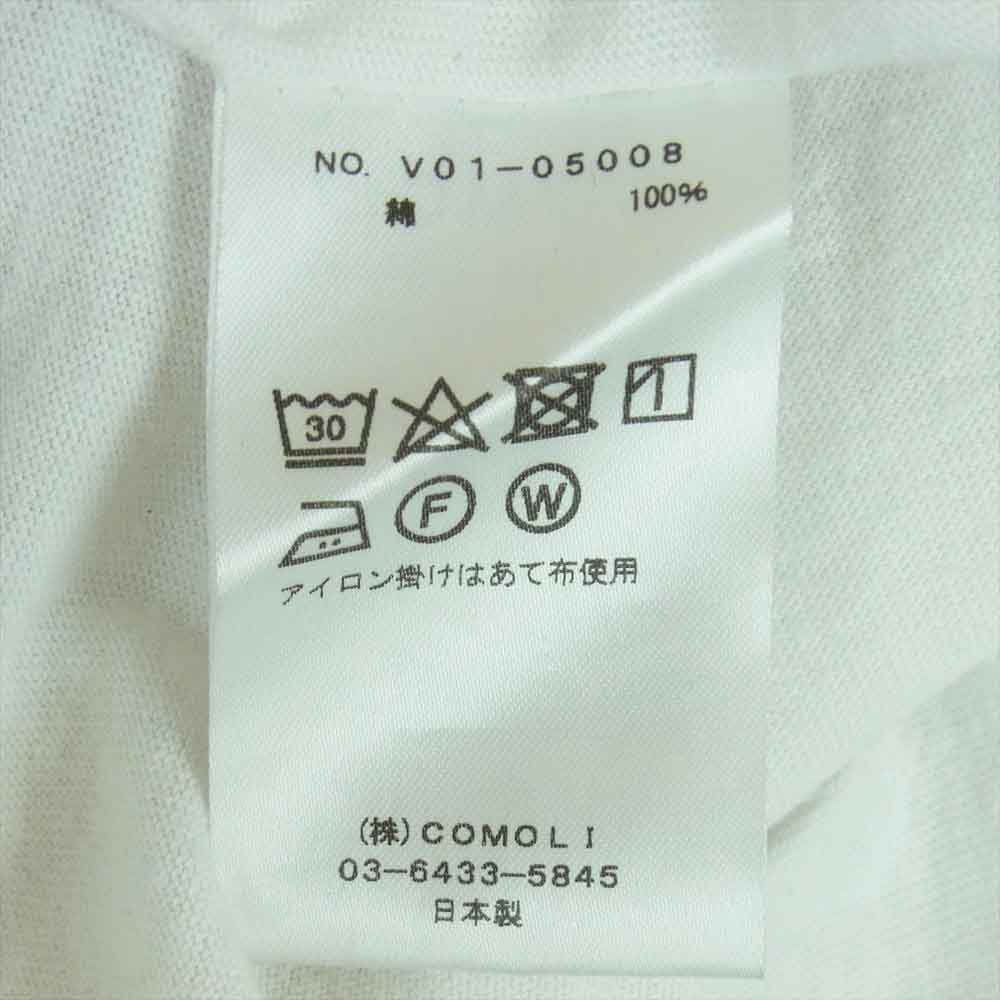 NO. V01-05008
綿 100%
30
F W
アイロン掛けはあて布使用
(株)COMOLI
03-6433-5845
日本製